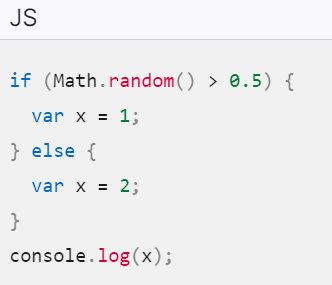 JS
if (Math.random() > 0.5) {
  var x = 1;
} else {
  var x = 2;
}
console.log(x);